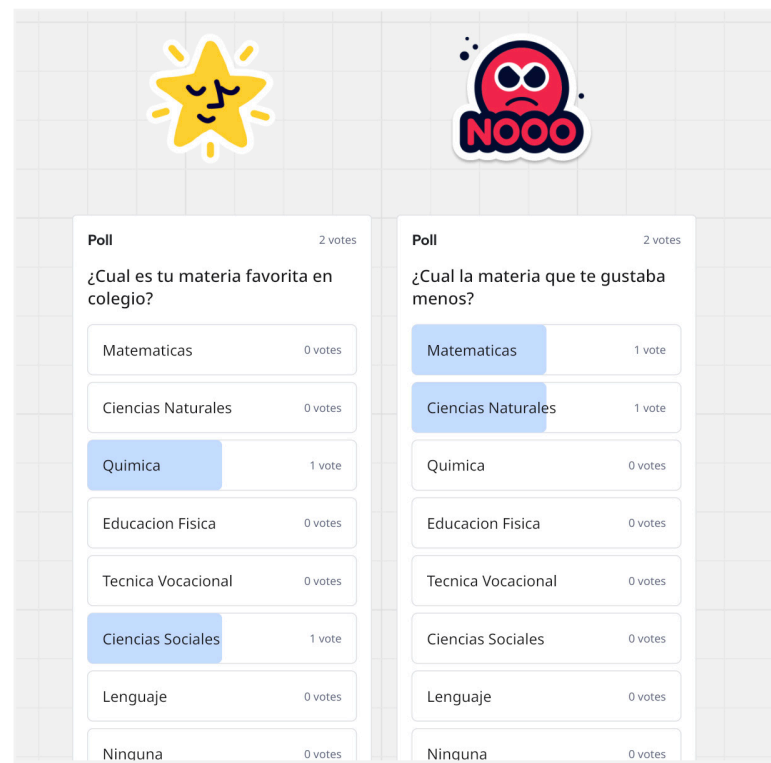 NOOO
Poll 2 votes
¿Cual es tu materia favorita en
colegio?
Matematicas 0 votes
Ciencias Naturales 0 votes
Quimica 1 vote
Educacion Fisica 0 votes
Tecnica Vocacional 0 votes
Ciencias Sociales 1 vote
Lenguaje 0 votes
Ninguna 0 votes
Poll 2 votes
¿Cual la materia que te gustaba
menos?
Matematicas 1 vote
Ciencias Naturales 1 vote
Quimica 0 votes
Educacion Fisica 0 votes
Tecnica Vocacional 0 votes
Ciencias Sociales 0 votes
Lenguaje 0 votes
Ninguna 0 votes